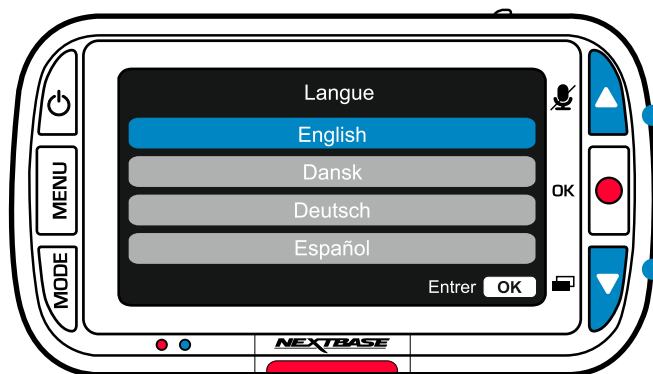 Langue
English
Dansk
Deutsch
Español
Entrer OK
MENU
MODE
OK
NEXTBASE